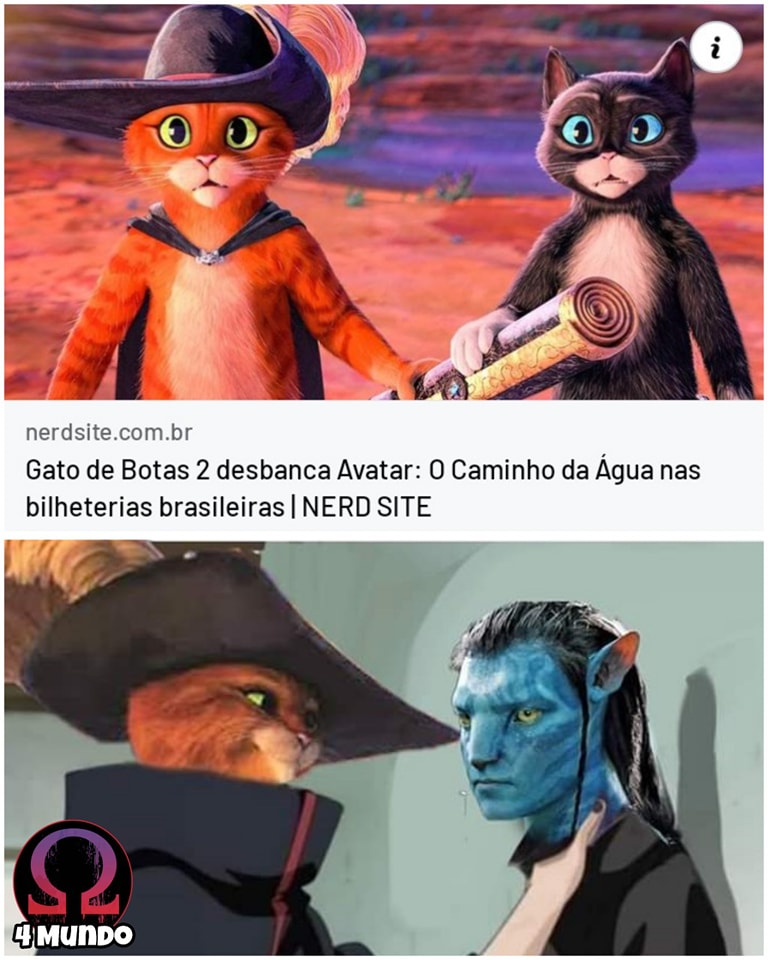 i
nerdsite.com.br
Gato de Botas 2 desbanca Avatar: O Caminho da Água nas
bilheterias brasileiras | NERD SITE
Ω
4 MUNDO